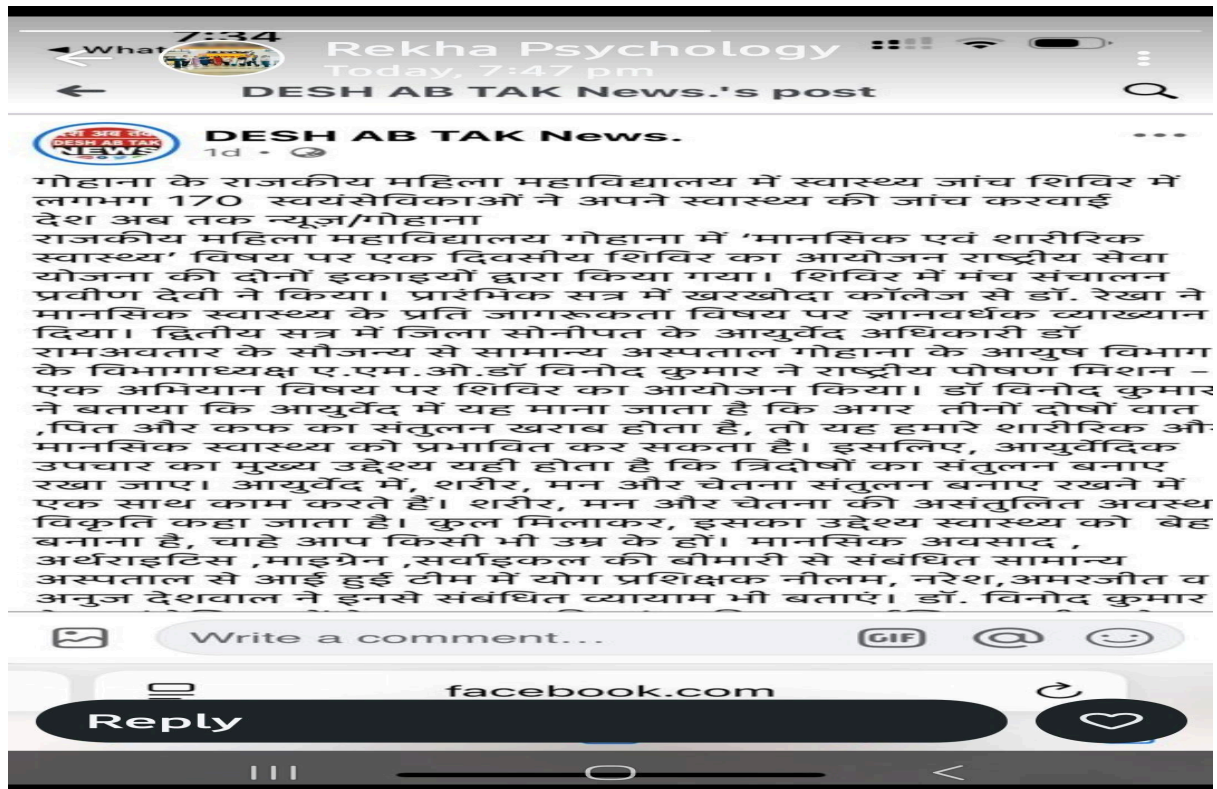 7:34
What
Rekha Psychology
Today, 7:47 pm
DESH AB TAK News.'s post
DESH AB TAK NEWS
DESH AB TAK News.
1d
गोहाना के राजकीय महिला महाविद्यालय में स्वास्थ्य जांच शिविर में
लगभग 170 स्वयंसेविकाओं ने अपने स्वास्थ्य की जांच करवाई
देश अब तक न्यूज़/गोहाना
राजकीय महिला महाविद्यालय गोहाना में ‘मानसिक एवं शारीरिक
स्वास्थ्य’ विषय पर एक दिवसीय शिविर का आयोजन राष्ट्रीय सेवा
योजना की दोनों इकाइयों द्वारा किया गया। शिविर में मंच संचालन
प्रवीण देवी ने किया। प्रारंभिक सत्र में खरखोदा कॉलेज से डॉ. रेखा ने
मानसिक स्वास्थ्य के प्रति जागरूकता विषय पर ज्ञानवर्धक व्याख्यान
दिया। द्वितीय सत्र में जिला सोनीपत के आयुर्वेद अधिकारी डॉ
रामअवतार के सौजन्य से सामान्य अस्पताल गोहाना के आयुष विभाग
के विभागाध्यक्ष ए.एम.ओ.डॉ विनोद कुमार ने राष्ट्रीय पोषण मिशन –
एक अभियान विषय पर शिविर का आयोजन किया। डॉ विनोद कुमार
ने बताया कि आयुर्वेद में यह माना जाता है कि अगर तीनों दोषों वात
,पित और कफ का संतुलन खराब होता है, तो यह हमारे शारीरिक और
मानसिक स्वास्थ्य को प्रभावित कर सकता है। इसलिए, आयुर्वेदिक
उपचार का मुख्य उद्देश्य यही होता है कि त्रिदोषों का संतुलन बनाए
रखा जाए। आयुर्वेद में, शरीर, मन और चेतना संतुलन बनाए रखने में
एक साथ काम करते हैं। शरीर, मन और चेतना की असंतुलित अवस्थ
विकृति कहा जाता है। कुल मिलाकर, इसका उद्देश्य स्वास्थ्य को बेह
बनाना है, चाहे आप किसी भी उम्र के हों। मानसिक अवसाद ,
अर्थराइटिस ,माइग्रेन ,सर्वाइकल की बीमारी से संबंधित सामान्य
अस्पताल से आई हुई टीम में योग प्रशिक्षक नीलम, नरेश,अमरजीत व
अनुज देशवाल ने इनसे संबंधित व्यायाम भी बताएं। डॉ. विनोद कुमार
Write a comment...
GIF
facebook.com
Reply